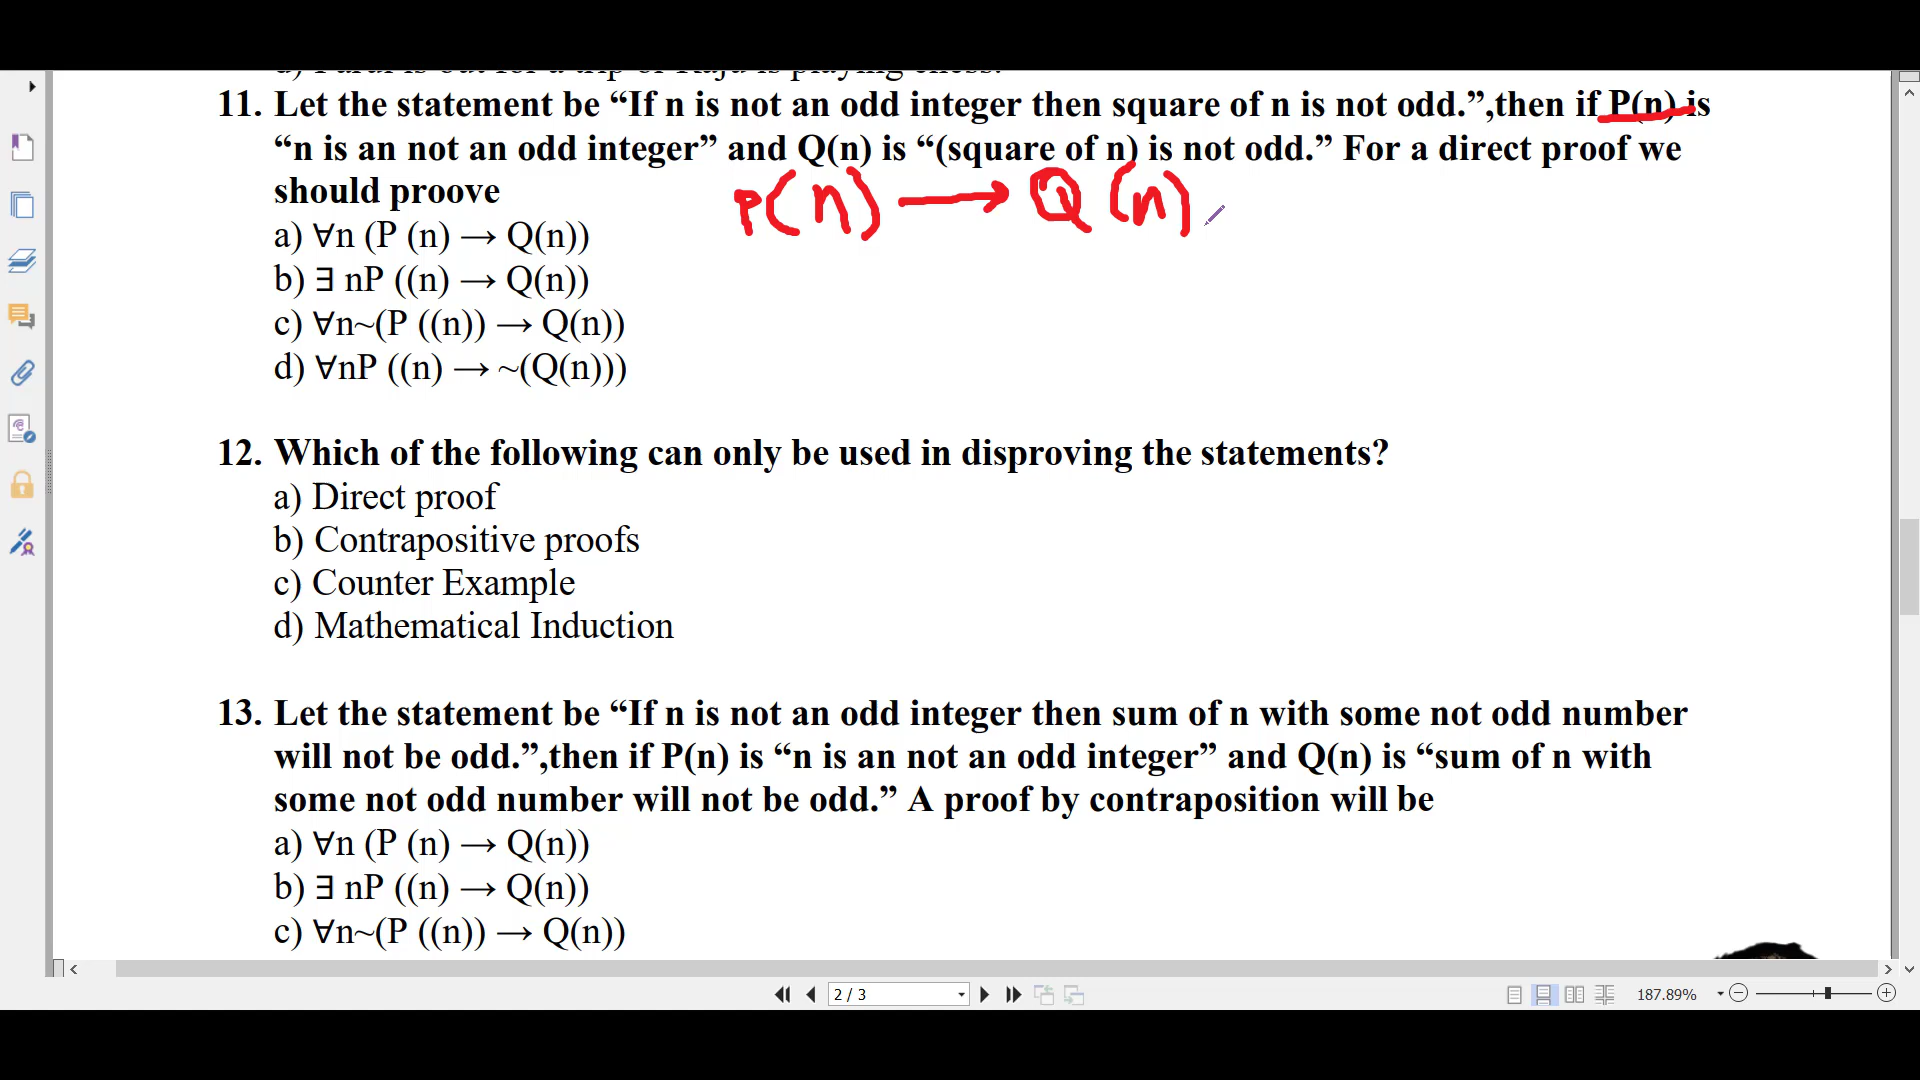 11. Let the statement be “If n is not an odd integer then square of n is not odd.”,then if P(n) is
“n is an not an odd integer” and Q(n) is “(square of n) is not odd.” For a direct proof we
should proove
P(n) → Q(n)
a) ∀n (P (n) → Q(n))
b) ∃ nP ((n) → Q(n))
c) ∀n~(P ((n)) → Q(n))
d) ∀nP ((n) → ~(Q(n)))
12. Which of the following can only be used in disproving the statements?
a) Direct proof
b) Contrapositive proofs
c) Counter Example
d) Mathematical Induction
13. Let the statement be “If n is not an odd integer then sum of n with some not odd number
will not be odd.”,then if P(n) is “n is an not an odd integer” and Q(n) is “sum of n with
some not odd number will not be odd.” A proof by contraposition will be
a) ∀n (P (n) → Q(n))
b) ∃ nP ((n) → Q(n))
c) ∀n~(P ((n)) → Q(n))
2 / 3
187.89%